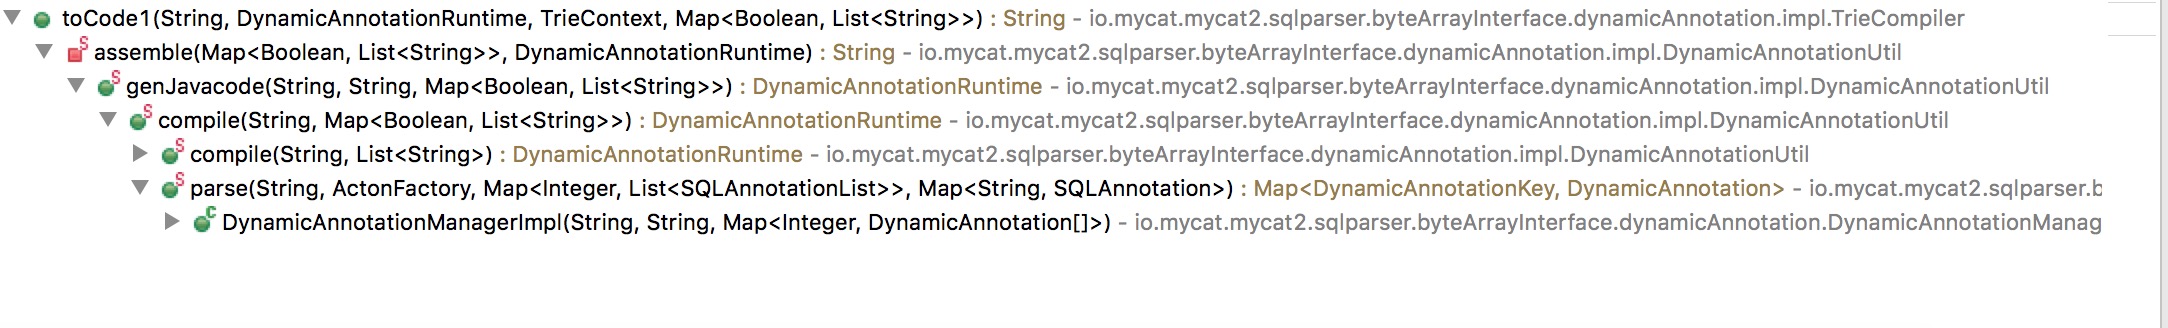 toCode1(String, DynamicAnnotationRuntime, TrieContext, Map<Boolean, List<String>>) : String - io.mycat.mycat2.sqlparser.byteArrayInterface.dynamicAnnotation.impl.TrieCompiler
S assemble(Map<Boolean, List<String>>, DynamicAnnotationRuntime) : String - io.mycat.mycat2.sqlparser.byteArrayInterface.dynamicAnnotation.impl.DynamicAnnotationUtil
S genJavacode(String, String, Map<Boolean, List<String>>) : DynamicAnnotationRuntime - io.mycat.mycat2.sqlparser.byteArrayInterface.dynamicAnnotation.impl.DynamicAnnotationUtil
S compile(String, Map<Boolean, List<String>>) : DynamicAnnotationRuntime - io.mycat.mycat2.sqlparser.byteArrayInterface.dynamicAnnotation.impl.DynamicAnnotationUtil
S compile(String, List<String>) : DynamicAnnotationRuntime - io.mycat.mycat2.sqlparser.byteArrayInterface.dynamicAnnotation.impl.DynamicAnnotationUtil
S parse(String, ActonFactory, Map<Integer, List<SQLAnnotationList>>, Map<String, SQLAnnotation>) : Map<DynamicAnnotationKey, DynamicAnnotation> - io.mycat.mycat2.sqlparser.b
C DynamicAnnotationManagerImpl(String, String, Map<Integer, DynamicAnnotation[]>) - io.mycat.mycat2.sqlparser.byteArrayInterface.dynamicAnnotation.DynamicAnnotationManag